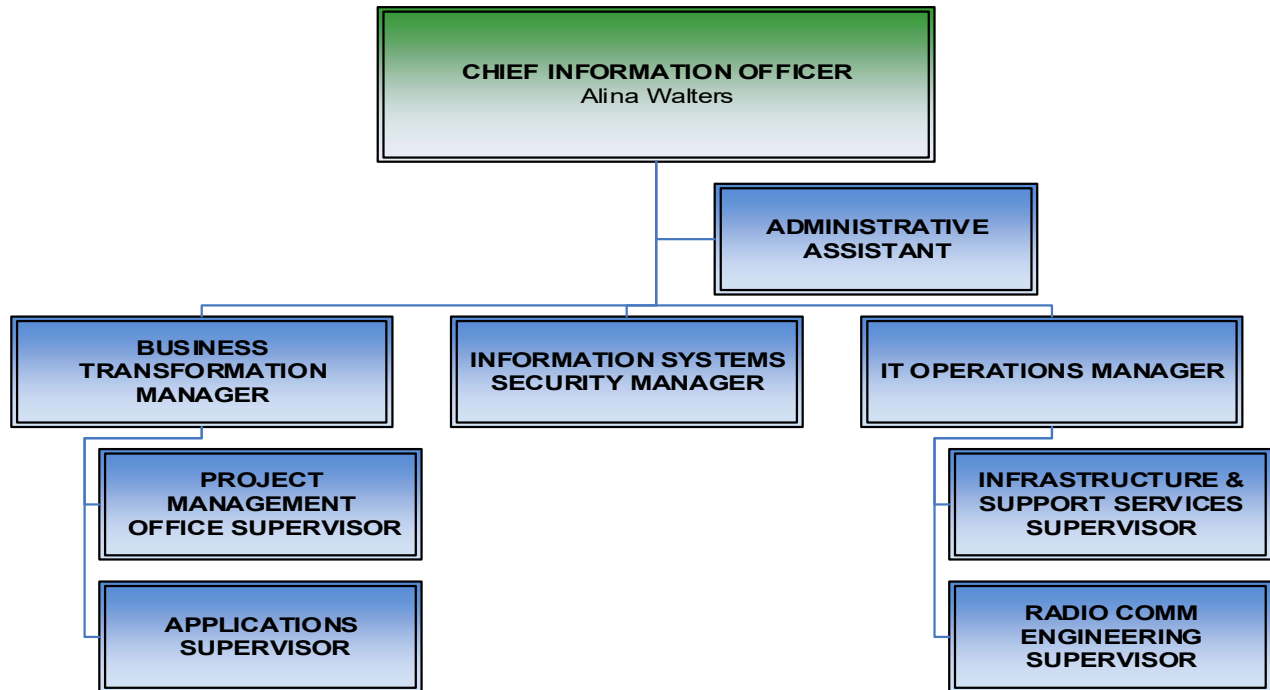 CHIEF INFORMATION OFFICER
Alina Walters
ADMINISTRATIVE
ASSISTANT
BUSINESS
TRANSFORMATION
MANAGER
INFORMATION SYSTEMS
SECURITY MANAGER
IT OPERATIONS MANAGER
PROJECT
MANAGEMENT
OFFICE SUPERVISOR
INFRASTRUCTURE &
SUPPORT SERVICES
SUPERVISOR
APPLICATIONS
SUPERVISOR
RADIO COMM
ENGINEERING
SUPERVISOR